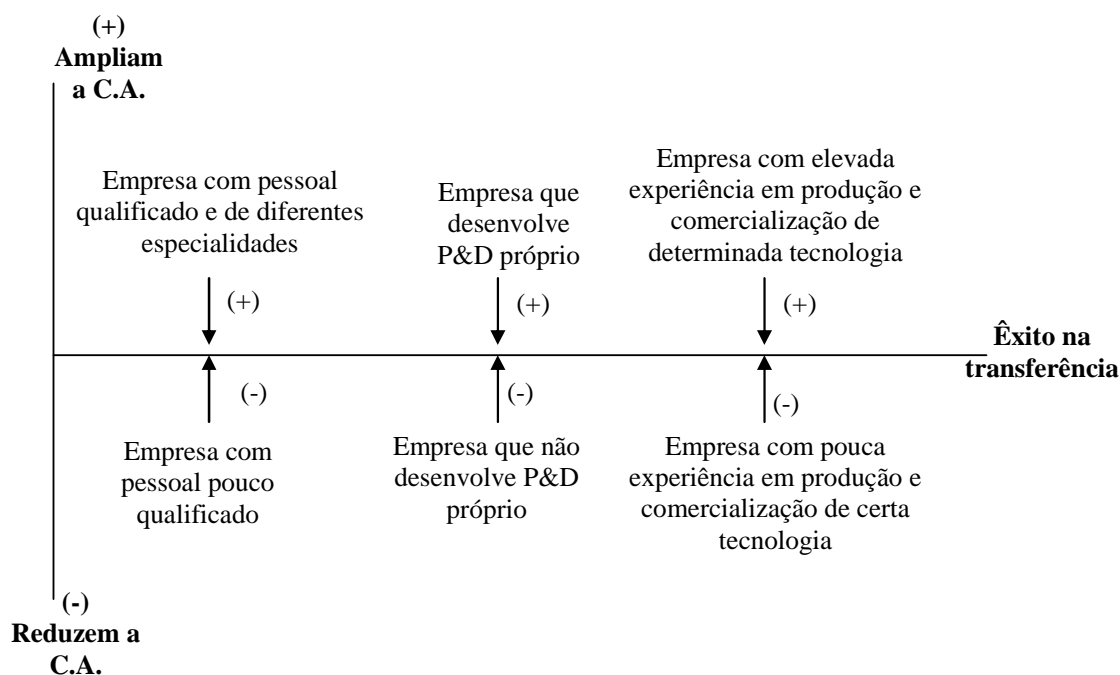 (+)
Ampliam
a C.A.
Empresa com pessoal
qualificado e de diferentes
especialidades
(+)
Empresa que
desenvolve
P&D próprio
(+)
Empresa com elevada
experiência em produção e
comercialização de
determinada tecnologia
(+)
Êxito na
transferência
(-)
Empresa com
pessoal pouco
qualificado
(-)
Empresa que não
desenvolve P&D
próprio
(-)
Empresa com pouca
experiência em produção e
comercialização de certa
tecnologia
(-)
Reduzem a
C.A.